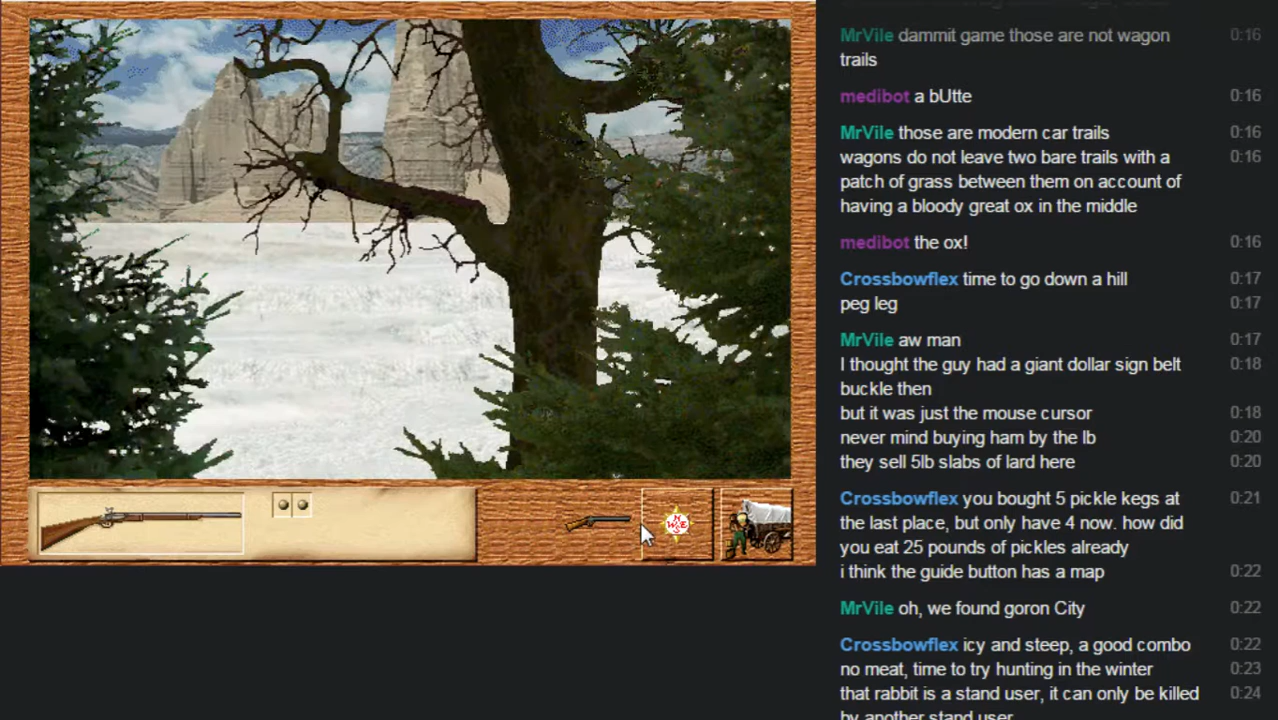 MrVile dammit game those are not wagon 0:16
trails
medibot a bUtte 0:16
MrVile those are modern car trails 0:16
wagons do not leave two bare trails with a 0:16
patch of grass between them on account of
having a bloody great ox in the middle
medibot the ox! 0:16
Crossbowflex time to go down a hill 0:17
peg leg 0:17
MrVile aw man 0:17
I thought the guy had a giant dollar sign belt 0:18
buckle then
but it was just the mouse cursor 0:18
never mind buying ham by the lb 0:20
they sell 5lb slabs of lard here 0:20
Crossbowflex you bought 5 pickle kegs at 0:21
the last place, but only have 4 now. how did
you eat 25 pounds of pickles already
i think the guide button has a map 0:22
MrVile oh, we found goron City 0:22
Crossbowflex icy and steep, a good combo 0:22
no meat, time to try hunting in the winter 0:23
that rabbit is a stand user, it can only be killed 0:24
by another stand user
N
W E
S